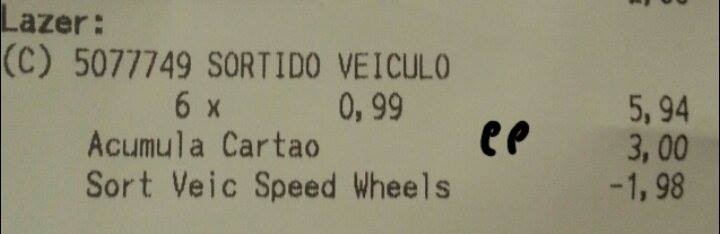 Lazer:
(C) 5077749 SORTIDO VEICULO
6 x 0,99 5,94
Acumula Cartao 3,00
Sort Veic Speed Wheels -1,98